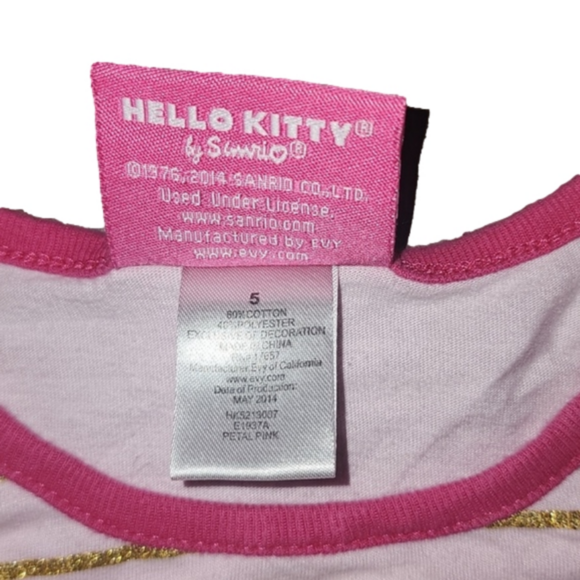 HELLO KITTY®
by Sanrio®
©1976, 2014 SANRIO CO., LTD.
Used Under License.
www.sanrio.com
Manufactured by EVY
www.evy.com
5
60% COTTON
40% POLYESTER
EXCLUSIVE OF DECORATION
MADE IN CHINA
Manufacturer: Evy of California
www.evy.com
Date of Production:
MAY 2014
HK5213007
E1937A
PETAL PINK